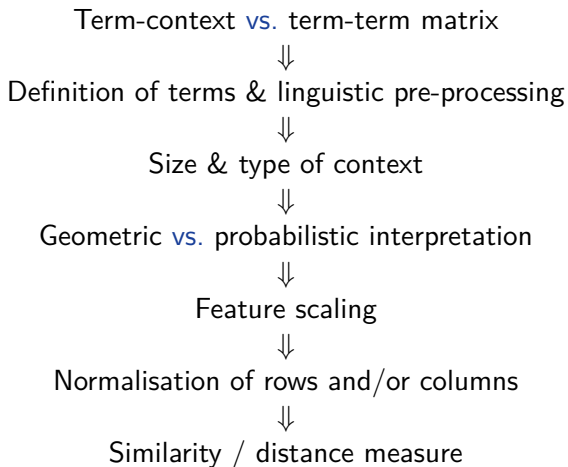 Term-context vs. term-term matrix
⇓
Definition of terms & linguistic pre-processing
⇓
Size & type of context
⇓
Geometric vs. probabilistic interpretation
⇓
Feature scaling
⇓
Normalisation of rows and/or columns
⇓
Similarity / distance measure